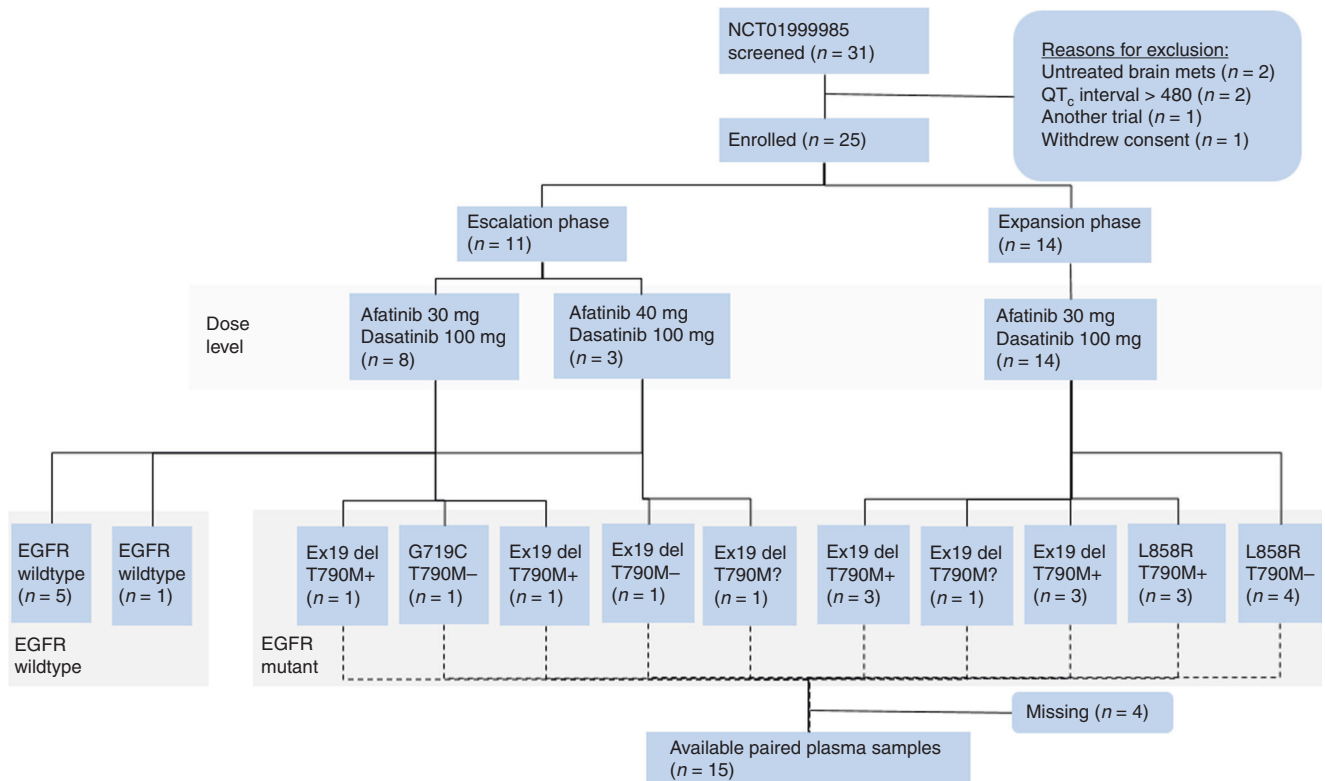 NCT01999985
screened (n = 31)
Reasons for exclusion:
Untreated brain mets (n = 2)
QTc interval > 480 (n = 2)
Another trial (n = 1)
Withdrew consent (n = 1)
Enrolled (n = 25)
Escalation phase
(n = 11)
Expansion phase
(n = 14)
Dose
level
Afatinib 30 mg
Dasatinib 100 mg
(n = 8)
Afatinib 40 mg
Dasatinib 100 mg
(n = 3)
Afatinib 30 mg
Dasatinib 100 mg
(n = 14)
EGFR
wildtype
(n = 5)
EGFR
wildtype
(n = 1)
EGFR
wildtype
Ex19 del
T790M+
(n = 1)
G719C
T790M–
(n = 1)
Ex19 del
T790M+
(n = 1)
Ex19 del
T790M–
(n = 1)
Ex19 del
T790M?
(n = 1)
Ex19 del
T790M+
(n = 3)
Ex19 del
T790M?
(n = 1)
Ex19 del
T790M+
(n = 3)
L858R
T790M+
(n = 3)
L858R
T790M–
(n = 4)
EGFR
mutant
Missing (n = 4)
Available paired plasma samples
(n = 15)